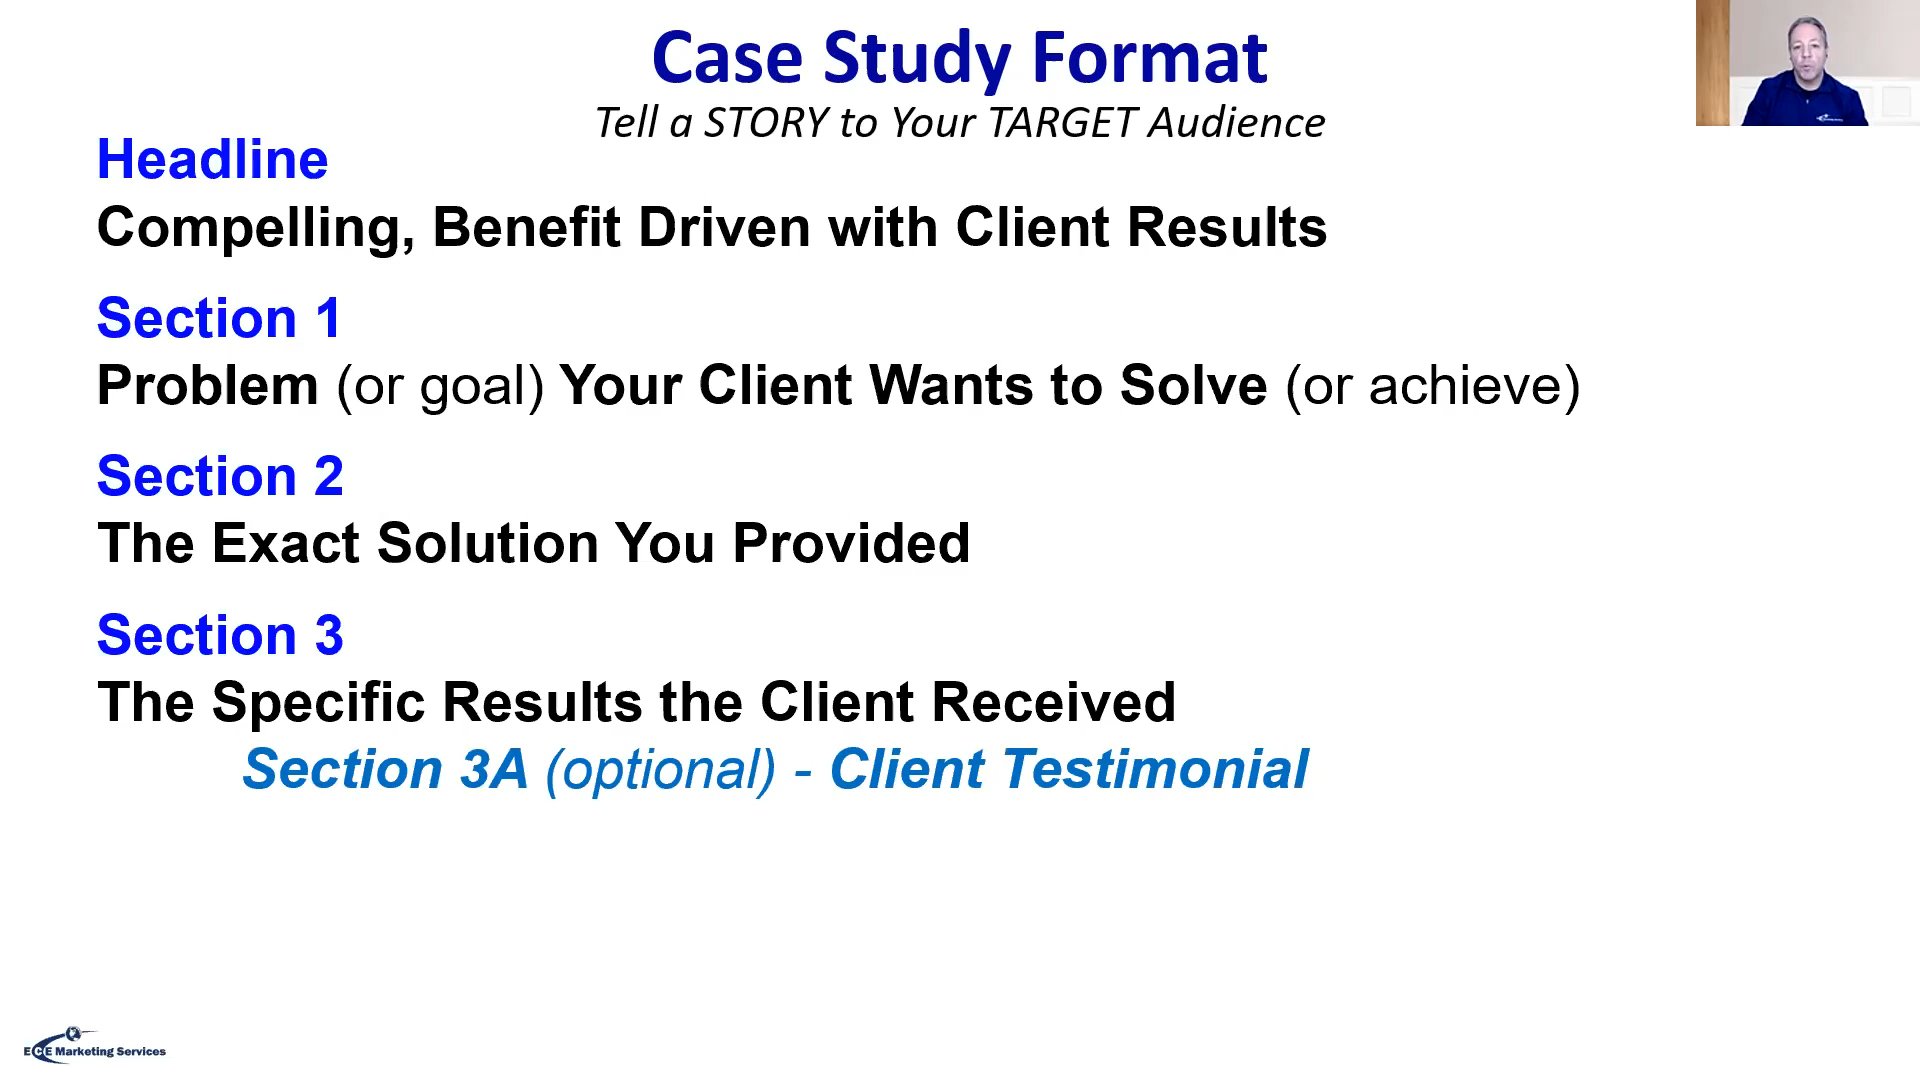 Case Study Format
Tell a STORY to Your TARGET Audience
Headline
Compelling, Benefit Driven with Client Results
Section 1
Problem (or goal) Your Client Wants to Solve (or achieve)
Section 2
The Exact Solution You Provided
Section 3
The Specific Results the Client Received
Section 3A (optional) - Client Testimonial
ECE Marketing Services